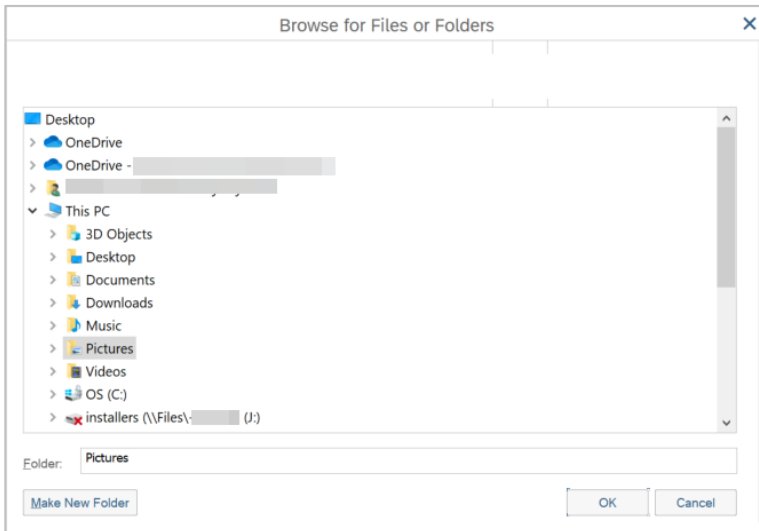 Browse for Files or Folders
Desktop
OneDrive
OneDrive -
This PC
3D Objects
Desktop
Documents
Downloads
Music
Pictures
Videos
OS (C:)
installers (\\Files\- (J:)
Folder: Pictures
Make New Folder OK Cancel